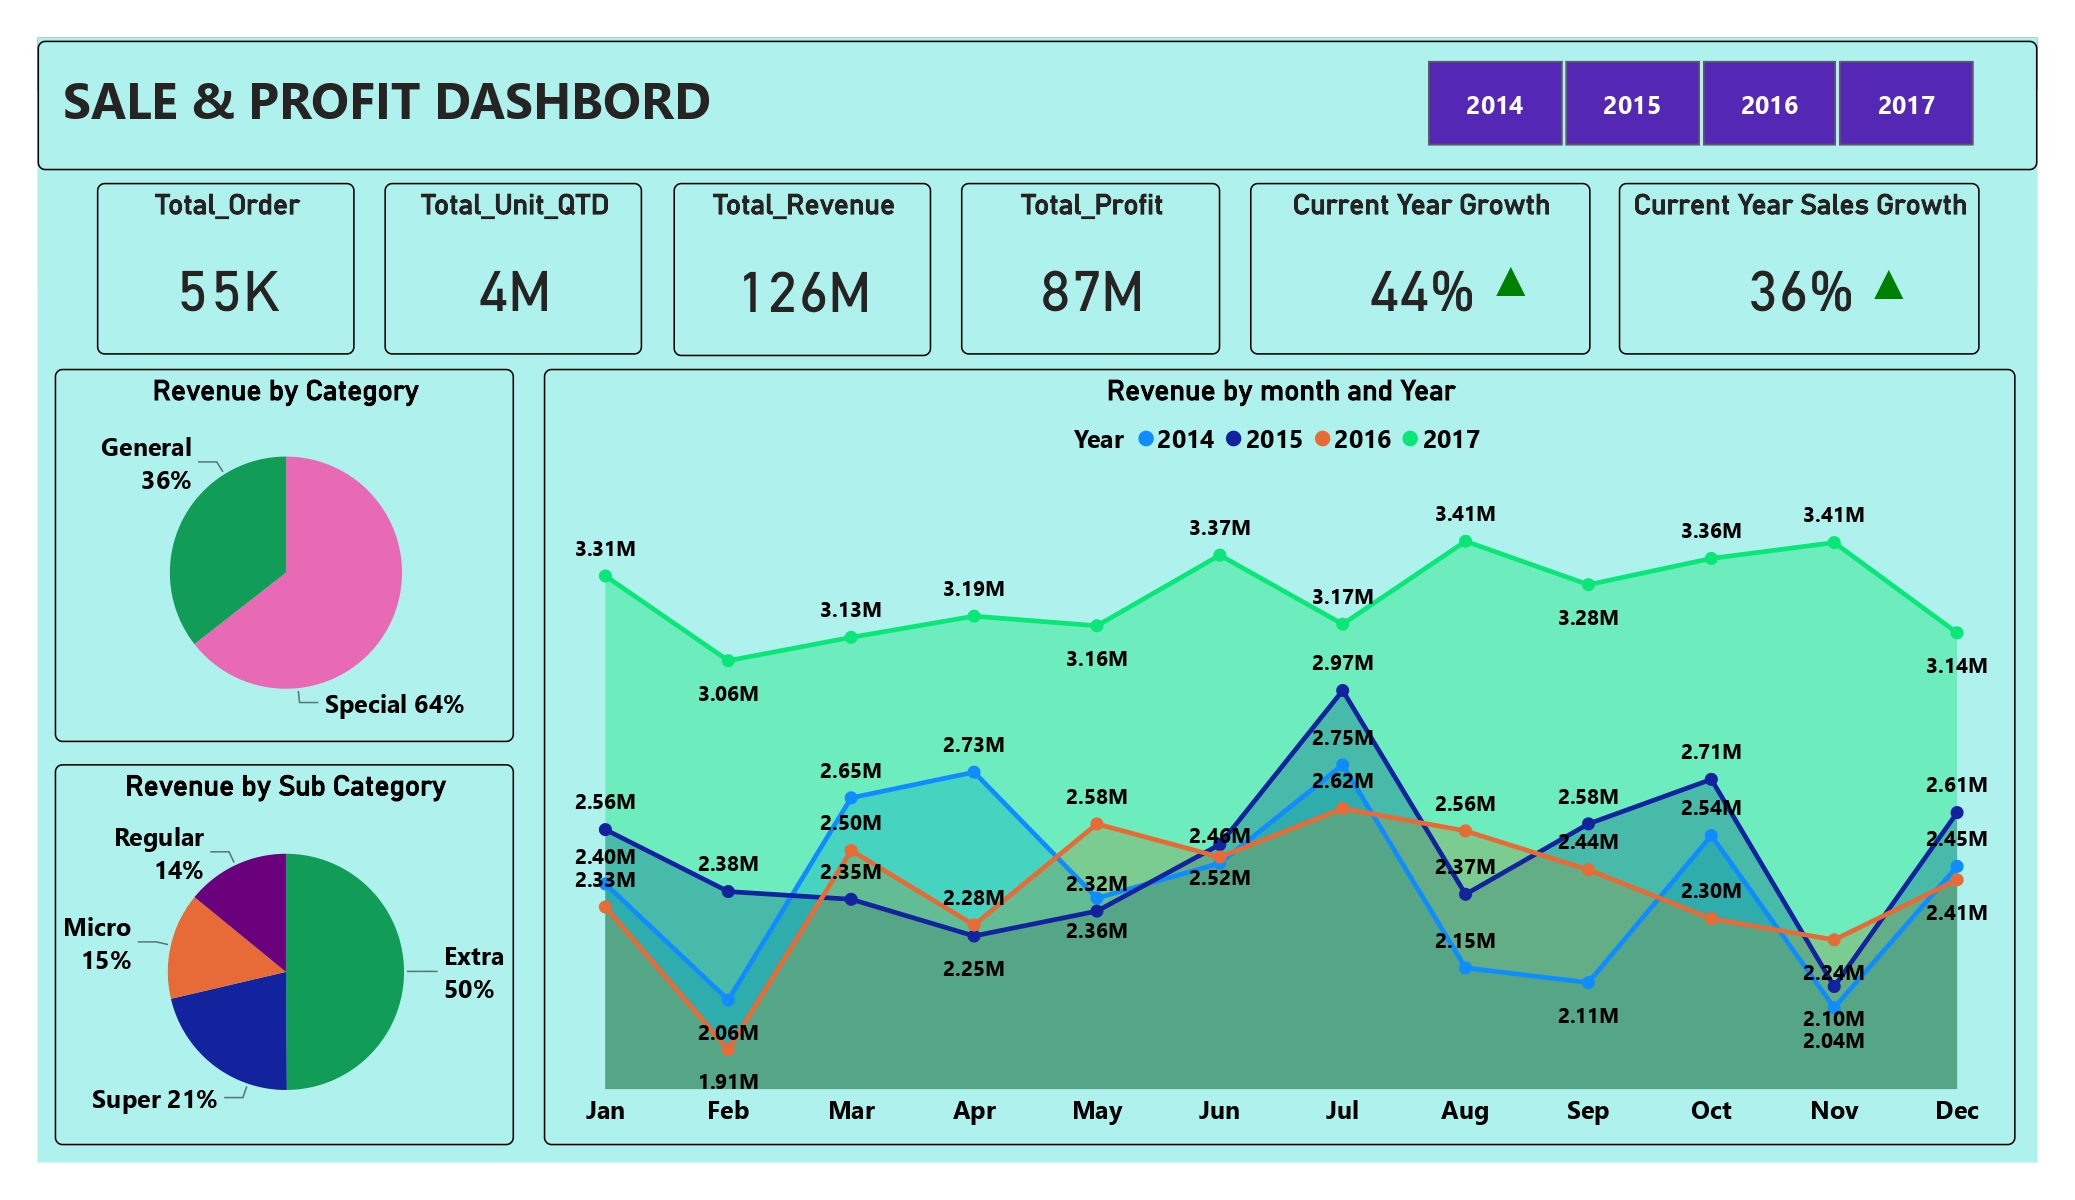 SALE & PROFIT DASHBORD
2014 2015 2016 2017
Total_Order
55K
Total_Unit_QTD
4M
Total_Revenue
126M
Total_Profit
87M
Current Year Growth
44% ▲
Current Year Sales Growth
36% ▲
Revenue by Category
General
36%
Special 64%
Revenue by Sub Category
Regular
14%
Micro
15%
Extra
50%
Super 21%
Revenue by month and Year
Year 2014 2015 2016 2017
3.31M 3.06M 3.13M 3.19M 3.16M 3.37M 3.17M 3.41M 3.28M 3.36M 3.41M 3.14M
2.56M 2.38M 2.35M 2.25M 2.32M 2.52M 2.97M 2.37M 2.58M 2.71M 2.10M 2.61M
2.40M 2.06M 2.65M 2.73M 2.36M 2.46M 2.75M 2.15M 2.11M 2.54M 2.04M 2.45M
2.33M 1.91M 2.50M 2.28M 2.58M 2.62M 2.56M 2.44M 2.30M 2.24M 2.41M
Jan Feb Mar Apr May Jun Jul Aug Sep Oct Nov Dec